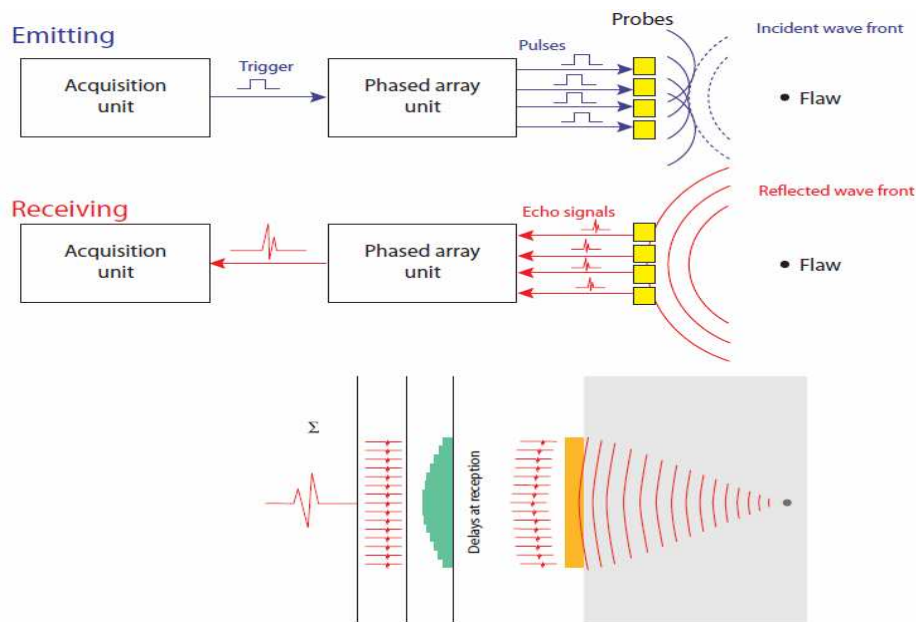 Probes
Emitting
Incident wave front
Acquisition
unit
Trigger
Phased array
unit
Pulses
Flaw
Receiving
Reflected wave front
Acquisition
unit
Phased array
unit
Echo signals
Flaw
Σ
Delays at reception